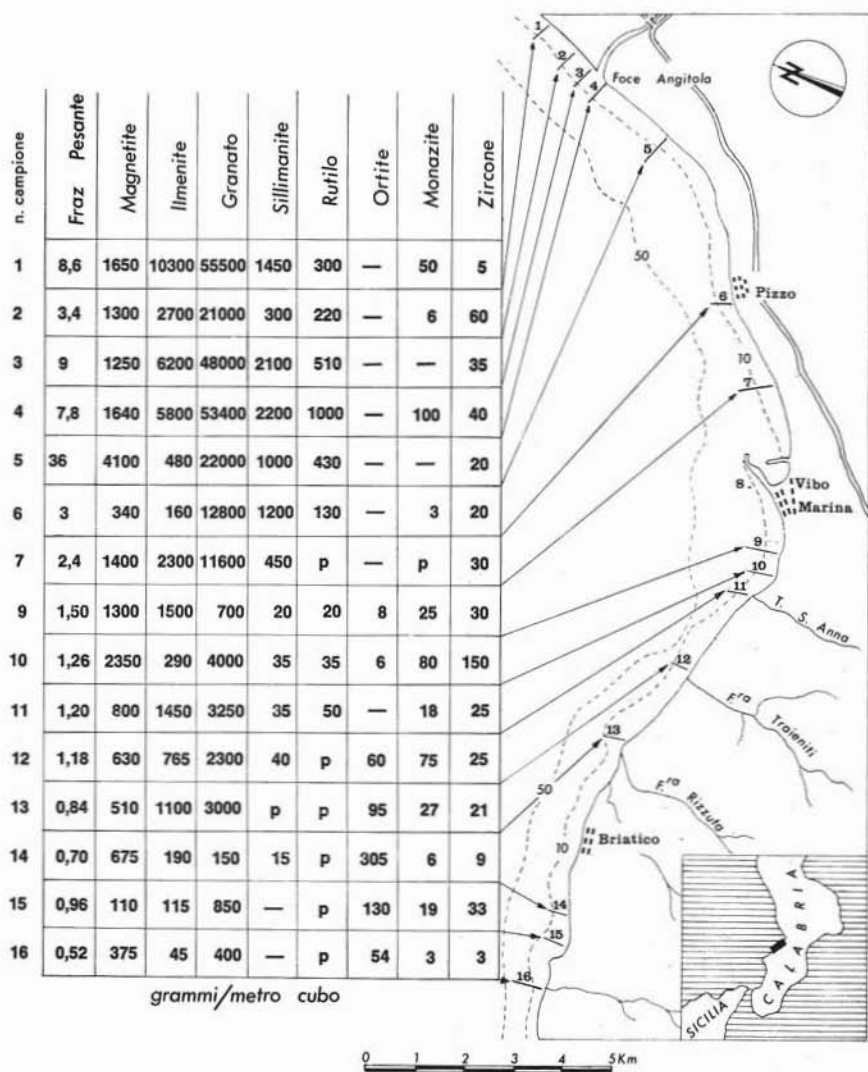 n. campione Fraz Pesante Magnetite Ilmenite Granato Sillimanite Rutilo Ortite Monazite Zircone
1 8,6 1650 10300 55500 1450 300 — 50 5
2 3,4 1300 2700 21000 300 220 — 6 60
3 9 1250 6200 48000 2100 510 — — 35
4 7,8 1640 5800 53400 2200 1000 — 100 40
5 36 4100 480 22000 1000 430 — — 20
6 3 340 160 12800 1200 130 — 3 20
7 2,4 1400 2300 11600 450 p — p 30
9 1,50 1300 1500 700 20 20 8 25 30
10 1,26 2350 290 4000 35 35 6 80 150
11 1,20 800 1450 3250 35 50 — 18 25
12 1,18 630 765 2300 40 p 60 75 25
13 0,84 510 1100 3000 p p 95 27 21
14 0,70 675 190 150 15 p 305 6 9
15 0,96 110 115 850 — p 130 19 33
16 0,52 375 45 400 — p 54 3 3
grammi/metro cubo
1
2
3
4
Foce Angitola
N
5
50
6
Pizzo
10
7
8
Vibo
Marina
9
10
11
T. S. Anna
12
F.ra Traieniti
13
50
F.ra Rizzuta
10
Briatico
14
15
16
CALABRIA
SICILIA
0 1 2 3 4 5 Km